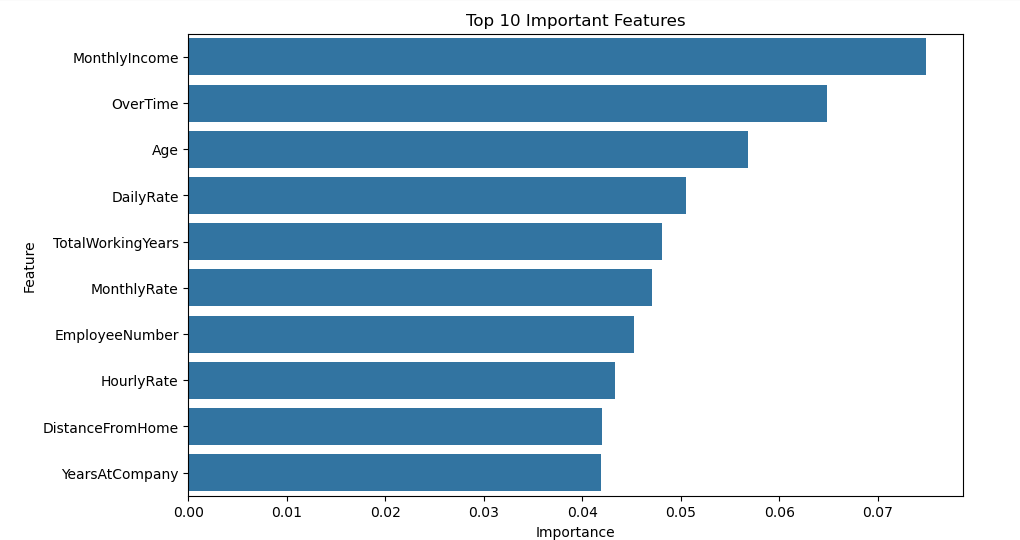 Top 10 Important Features
MonthlyIncome
OverTime
Age
DailyRate
TotalWorkingYears
MonthlyRate
EmployeeNumber
HourlyRate
DistanceFromHome
YearsAtCompany
Feature
0.00 0.01 0.02 0.03 0.04 0.05 0.06 0.07
Importance